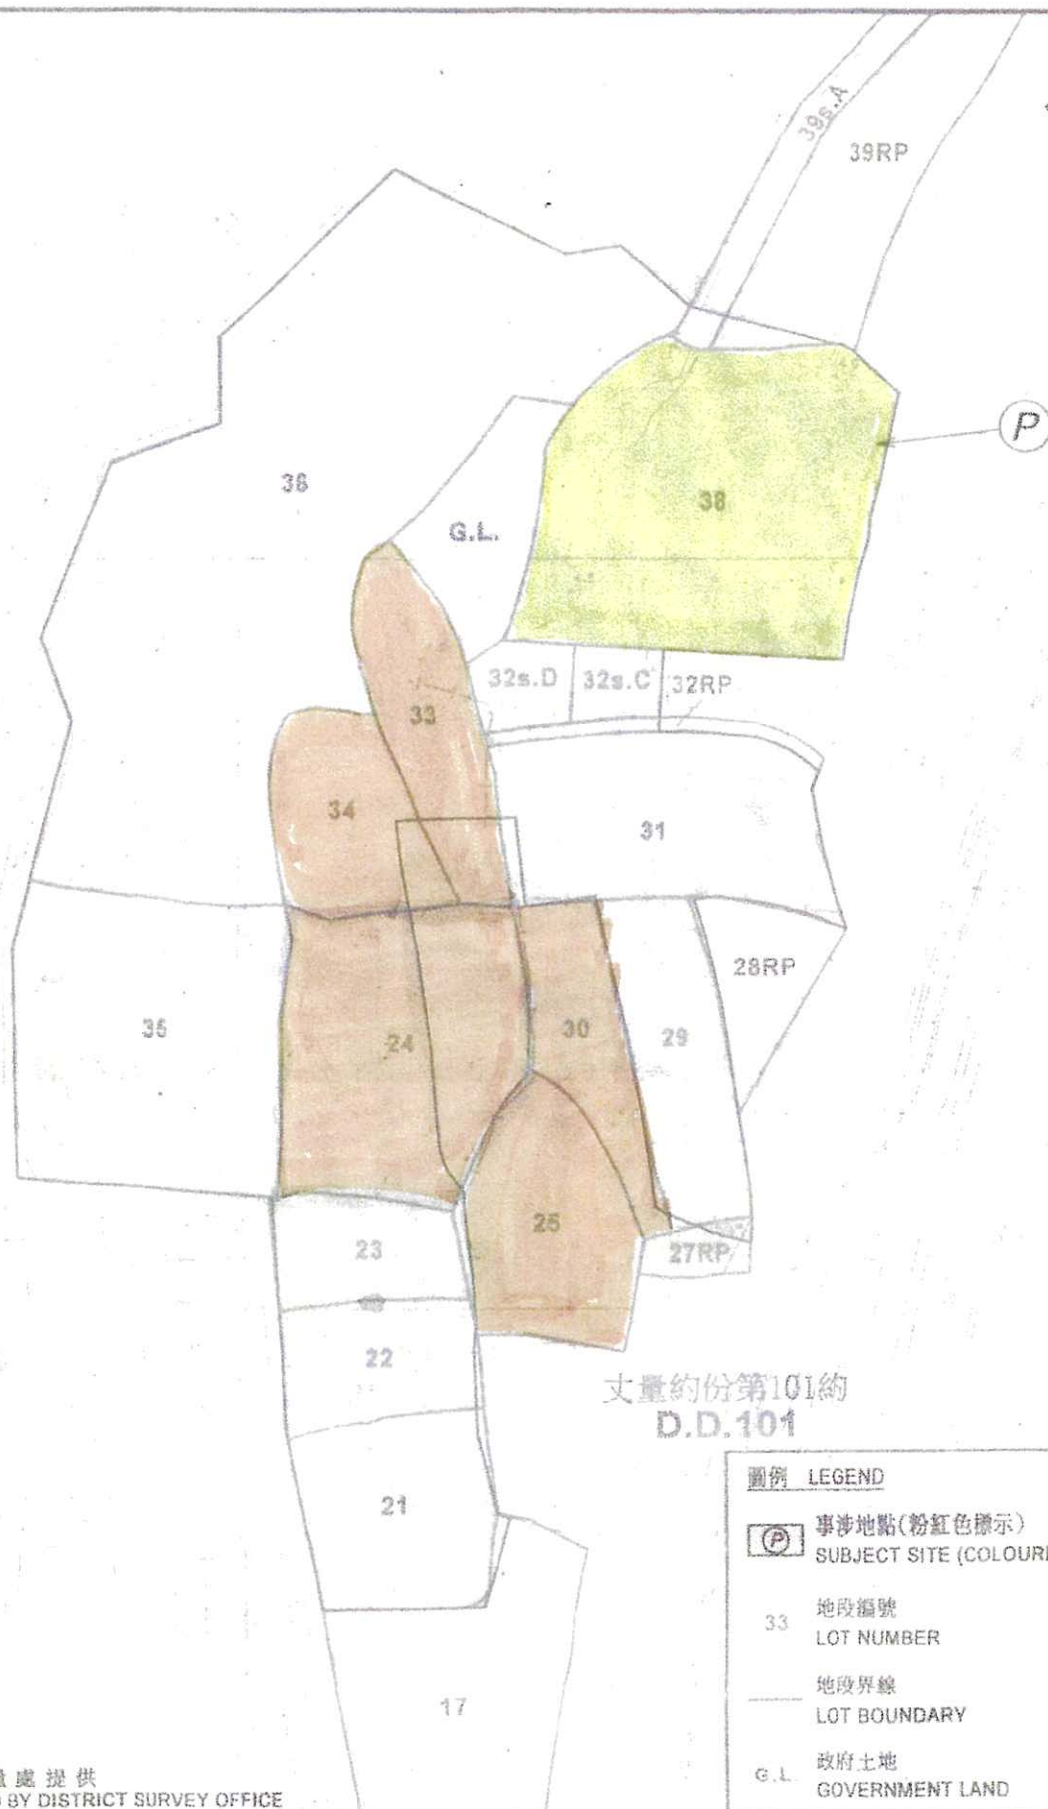 39s.A
39RP
P
36
38
G.L.
32s.D
32s.C
32RP
33
34
31
28RP
35
24
30
29
25
23
27RP
22
丈量約份第101約
D.D.101
21
圖例 LEGEND
P 事涉地點(粉紅色標示)
SUBJECT SITE (COLOUR
33 地段編號
LOT NUMBER
地段界線
LOT BOUNDARY
17
G.L. 政府土地
GOVERNMENT LAND
處提供
BY DISTRICT SURVEY OFFICE